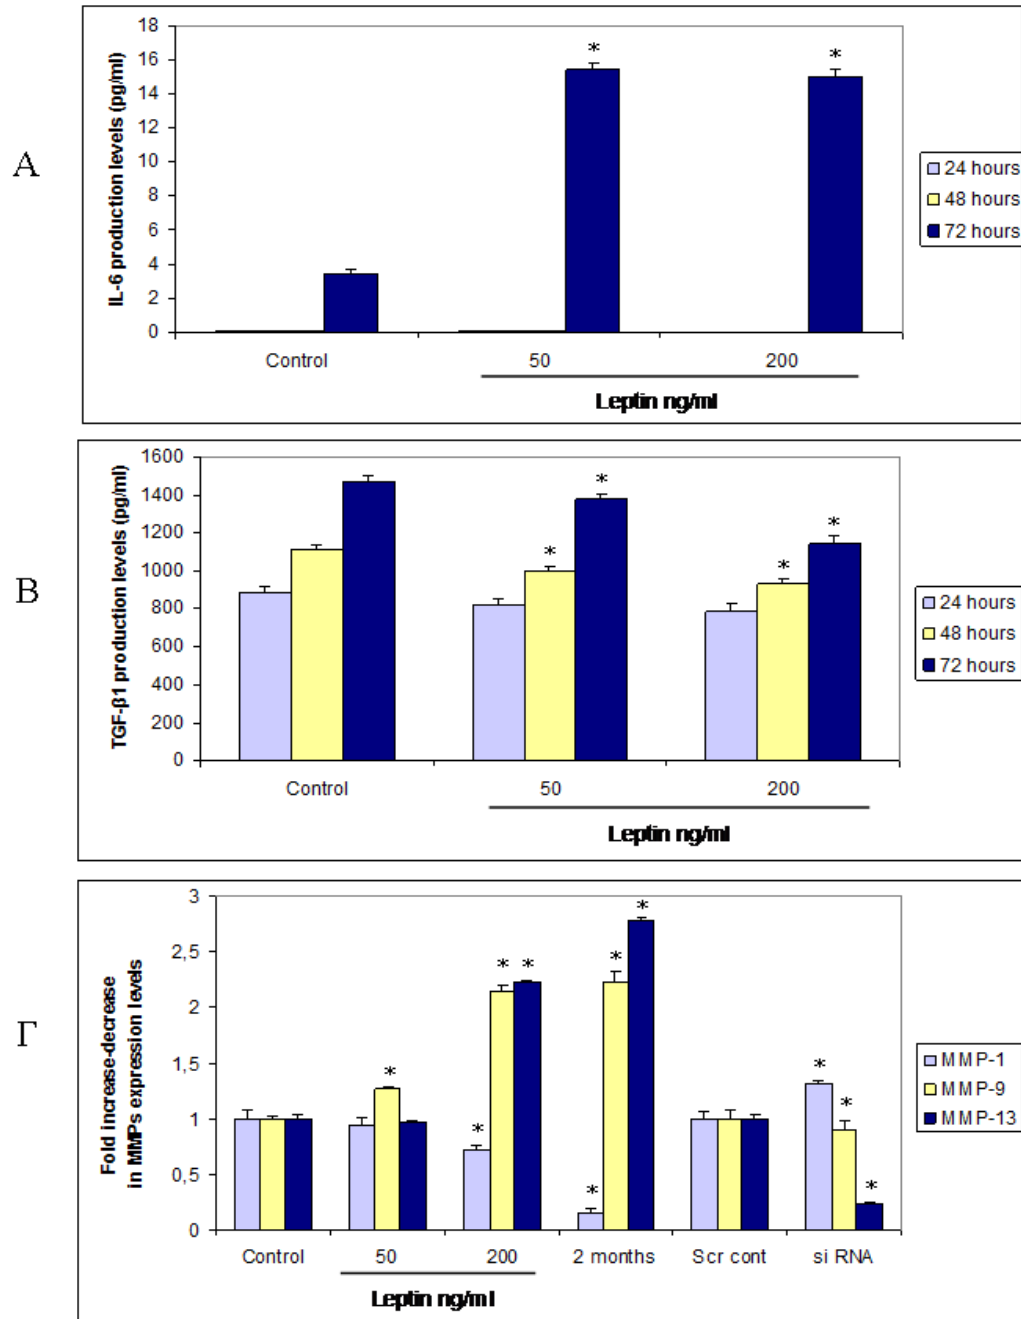 A
IL-6 production levels (pg/ml)
18
16
14
12
10
8
6
4
2
0
*
*
Control
50
200
Leptin ng/ml
24 hours
48 hours
72 hours
B
TGF-β1 production levels (pg/ml)
1600
1400
1200
1000
800
600
400
200
0
*
*
*
*
Control
50
200
Leptin ng/ml
24 hours
48 hours
72 hours
Γ
Fold increase-decrease
in MMPs expression levels
3
2,5
2
1,5
1
0,5
0
*
*
*
*
*
*
*
*
*
*
Control
50
200
2 months
Scr cont
si RNA
Leptin ng/ml
MMP-1
MMP-9
MMP-13